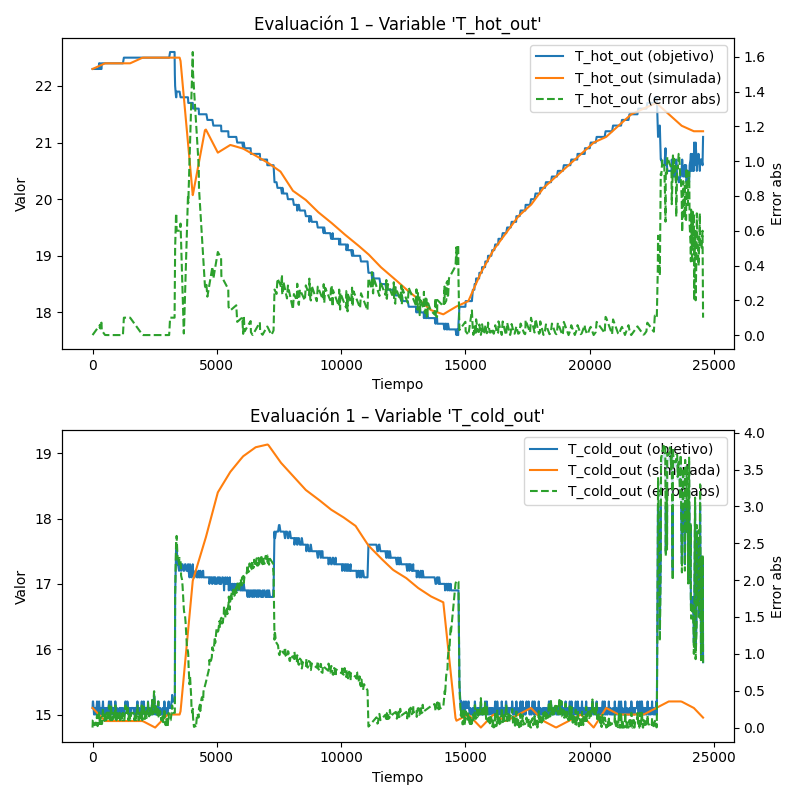 Evaluación 1 – Variable 'T_hot_out'
T_hot_out (objetivo)
T_hot_out (simulada)
T_hot_out (error abs)
Valor
22
21
20
19
18
1.6
1.4
1.2
1.0
0.8
0.6
0.4
0.2
0.0
Error abs
0
5000
10000
15000
20000
25000
Tiempo
Evaluación 1 – Variable 'T_cold_out'
T_cold_out (objetivo)
T_cold_out (simulada)
T_cold_out (error abs)
Valor
19
18
17
16
15
4.0
3.5
3.0
2.5
2.0
1.5
1.0
0.5
0.0
Error abs
0
5000
10000
15000
20000
25000
Tiempo